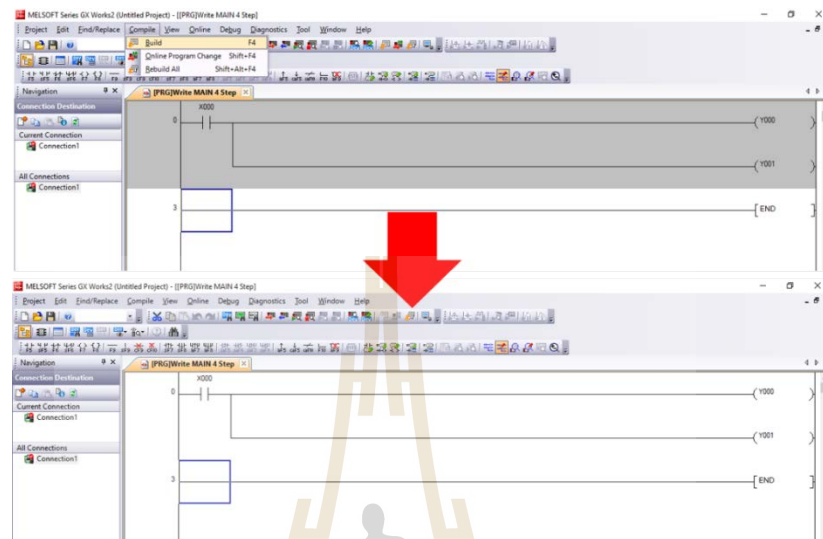 MELSOFT Series GX Works2 (Untitled Project) - [[PRG]Write MAIN 4 Step]
Project Edit Find/Replace Compile View Online Debug Diagnostics Tool Window Help
Build F4
Online Program Change Shift+F4
Rebuild All Shift+Alt+F4
Navigation
[PRG]Write MAIN 4 Step
Connection Destination
Current Connection
Connection1
All Connections
Connection1
X000
0
Y000
Y001
3
END
MELSOFT Series GX Works2 (Untitled Project) - [[PRG]Write MAIN 4 Step]
Project Edit Find/Replace Compile View Online Debug Diagnostics Tool Window Help
Navigation
[PRG]Write MAIN 4 Step
Connection Destination
Current Connection
Connection1
All Connections
Connection1
X000
0
Y000
Y001
3
END